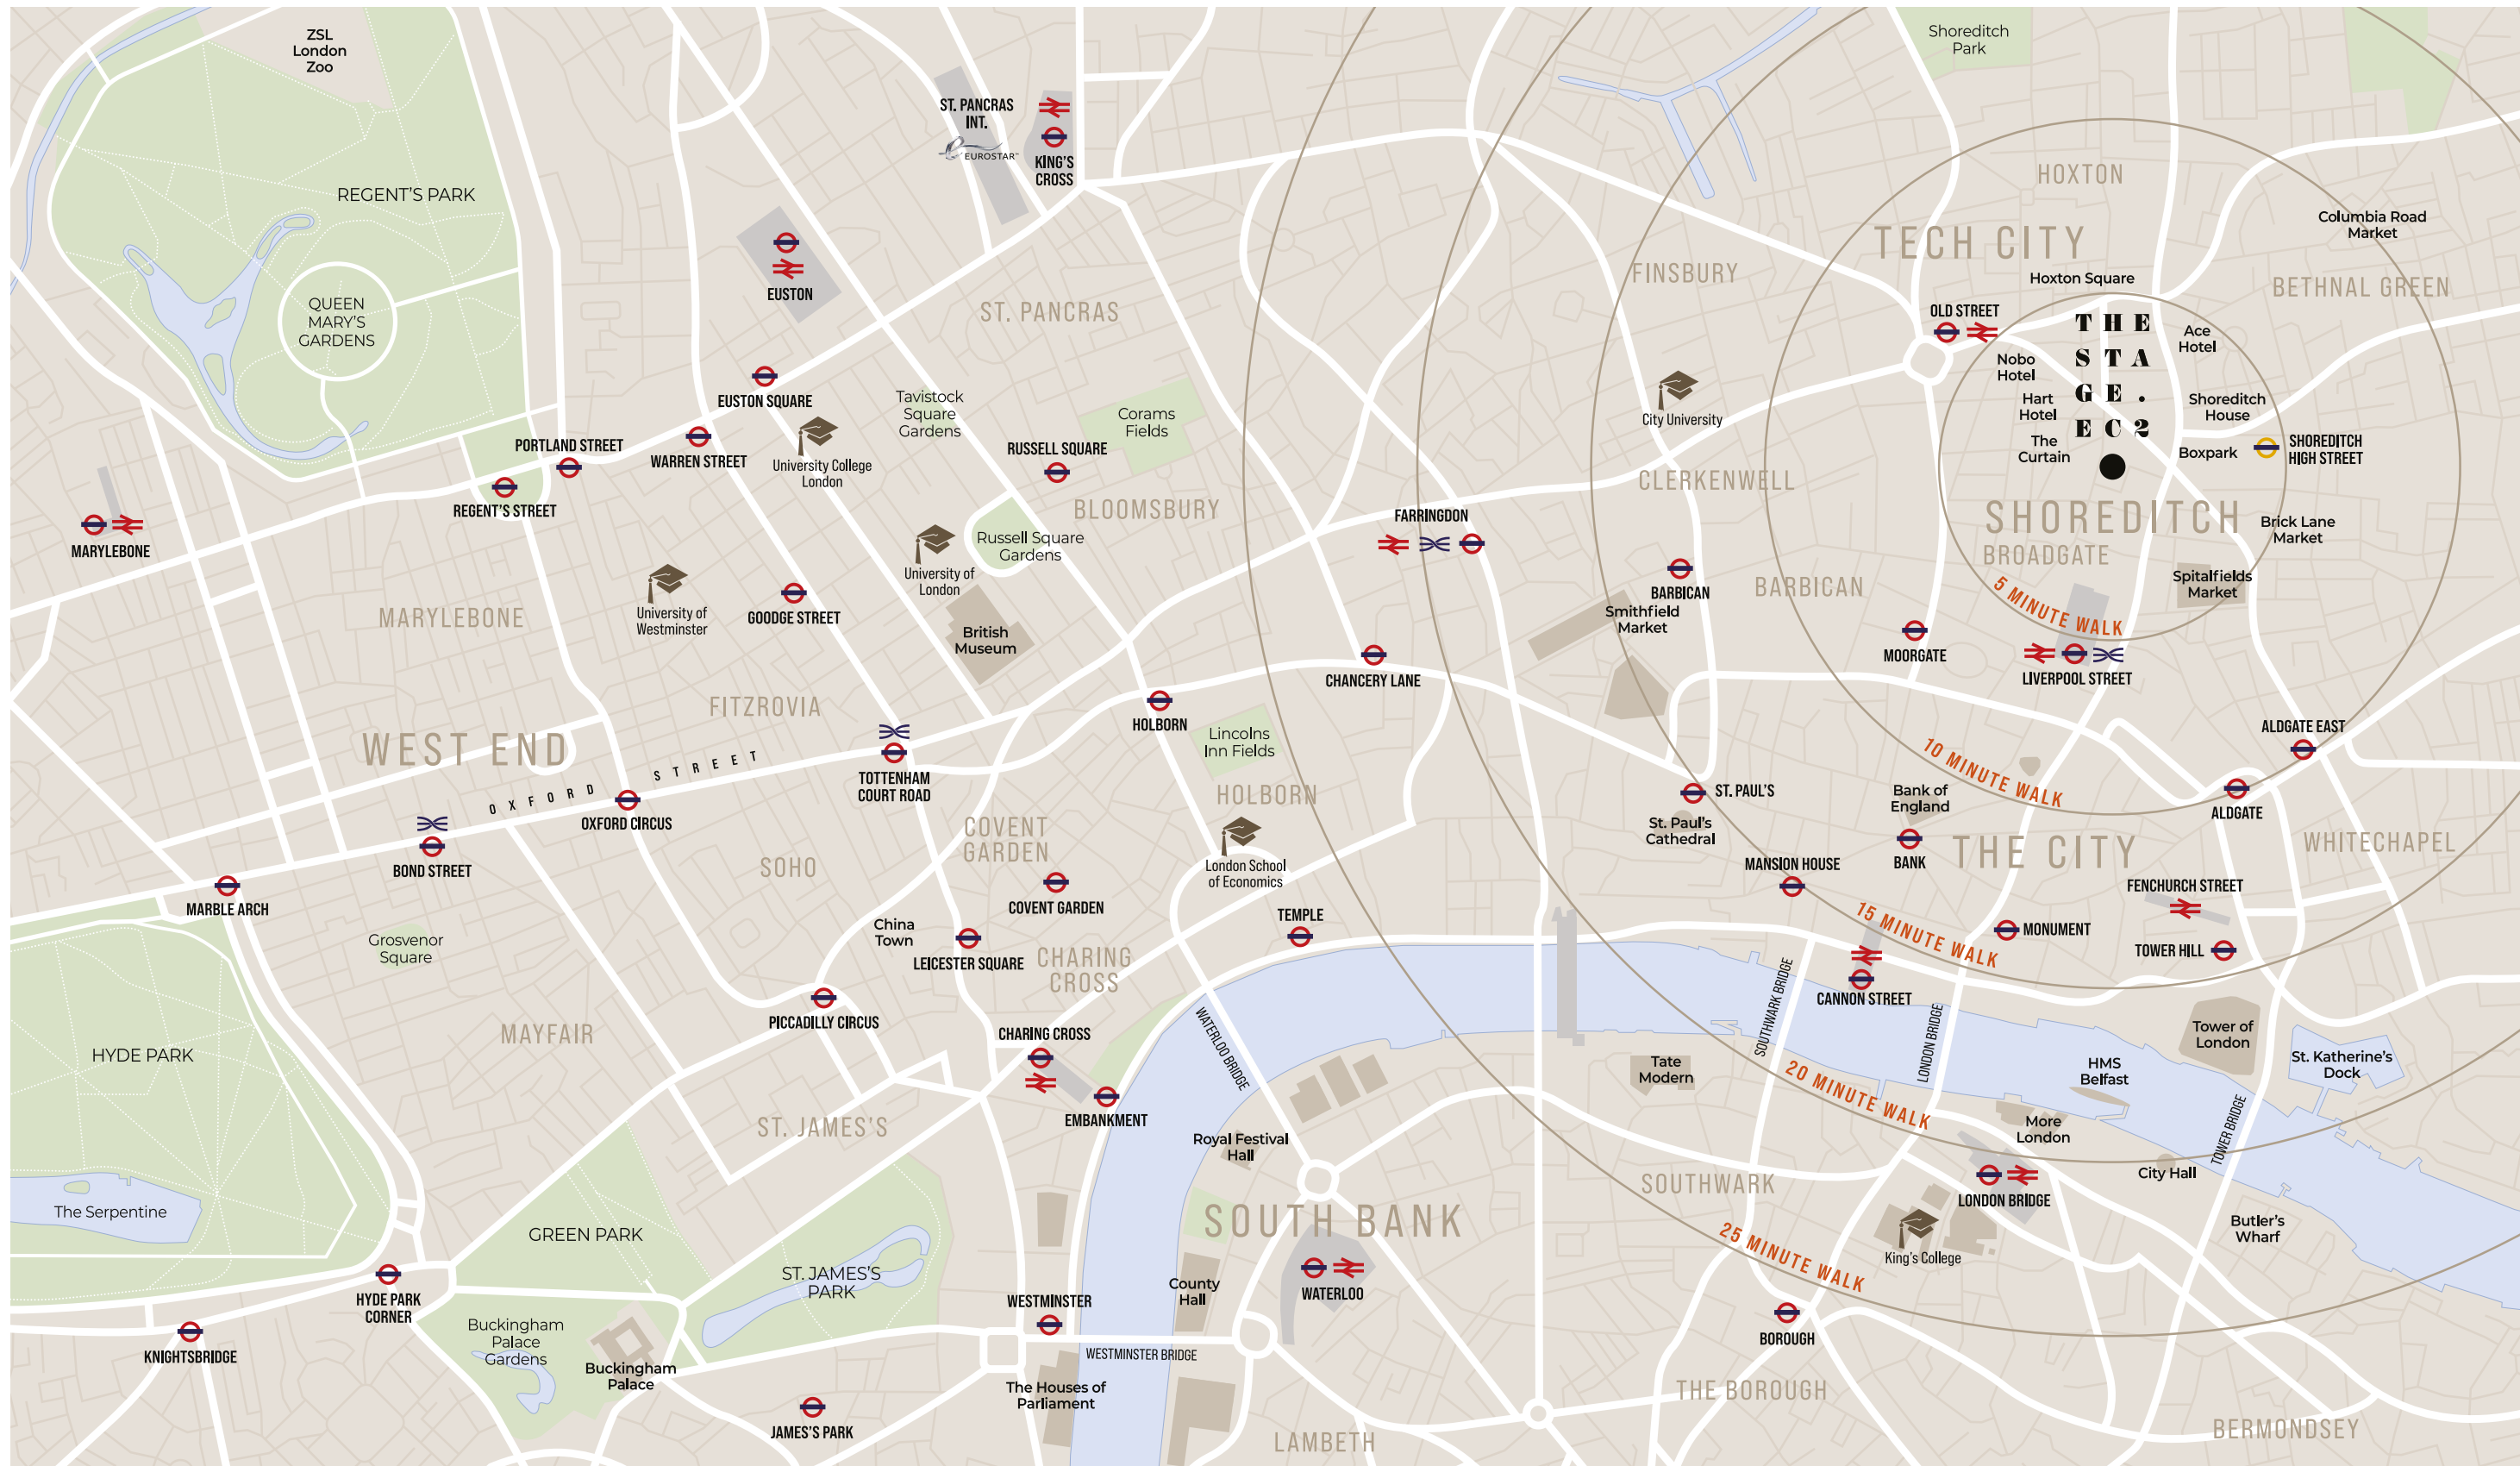 ZSL
London
Zoo
Shoreditch
Park
ST. PANCRAS
INT.
EUROSTAR
KING'S
CROSS
REGENT'S PARK
HOXTON
Columbia Road
Market
TECH CITY
EUSTON
FINSBURY
Hoxton Square
BETHNAL GREEN
QUEEN
MARY'S
GARDENS
ST. PANCRAS
OLD STREET
THE
STA
GE.
EC2
Ace
Hotel
Nobo
Hotel
Hart
Hotel
The
Curtain
Shoreditch
House
Boxpark
SHOREDITCH
HIGH STREET
EUSTON SQUARE
Tavistock
Square
Gardens
Corams
Fields
City University
PORTLAND STREET
WARREN STREET
University College
London
RUSSELL SQUARE
CLERKENWELL
REGENT'S STREET
BLOOMSBURY
FARRINGDON
SHOREDITCH
BROADGATE
Brick Lane
Market
MARYLEBONE
Russell Square
Gardens
University of
London
Spitalfields
Market
5 MINUTE WALK
BARBICAN
BARBICAN
Smithfield
Market
MARYLEBONE
University of
Westminster
GOODGE STREET
British
Museum
MOORGATE
LIVERPOOL STREET
CHANCERY LANE
FITZROVIA
HOLBORN
Lincolns
Inn Fields
ALDGATE EAST
WEST END
OXFORD STREET
TOTTENHAM
COURT ROAD
10 MINUTE WALK
HOLBORN
ST. PAUL'S
Bank of
England
ALDGATE
OXFORD CIRCUS
COVENT
GARDEN
St. Paul's
Cathedral
BOND STREET
SOHO
London School
of Economics
MANSION HOUSE
BANK
THE CITY
WHITECHAPEL
FENCHURCH STREET
MARBLE ARCH
COVENT GARDEN
TEMPLE
15 MINUTE WALK
MONUMENT
TOWER HILL
Grosvenor
Square
China
Town
LEICESTER SQUARE
CHARING
CROSS
CANNON STREET
SOUTHWARK BRIDGE
LONDON BRIDGE
PICCADILLY CIRCUS
WATERLOO BRIDGE
CHARING CROSS
MAYFAIR
HYDE PARK
Tate
Modern
20 MINUTE WALK
HMS
Belfast
Tower of
London
St. Katherine's
Dock
ST. JAMES'S
EMBANKMENT
Royal Festival
Hall
More
London
TOWER BRIDGE
City Hall
SOUTHWARK
LONDON BRIDGE
The Serpentine
GREEN PARK
SOUTH BANK
25 MINUTE WALK
King's College
Butler's
Wharf
ST. JAMES'S
PARK
County
Hall
WATERLOO
HYDE PARK
CORNER
WESTMINSTER
BOROUGH
KNIGHTSBRIDGE
Buckingham
Palace
Gardens
Buckingham
Palace
WESTMINSTER BRIDGE
The Houses of
Parliament
THE BOROUGH
JAMES'S PARK
LAMBETH
BERMONDSEY